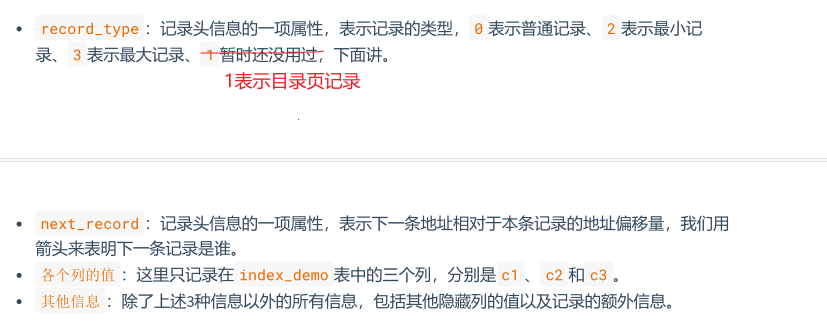 • record_type：记录头信息的一项属性，表示记录的类型，0 表示普通记录、2 表示最小记
录、3 表示最大记录、1 暂时还没用过，下面讲。
1表示目录页记录
• next_record：记录头信息的一项属性，表示下一条地址相对于本条记录的地址偏移量，我们用
箭头来表明下一条记录是谁。
• 各个列的值：这里只记录在 index_demo 表中的三个列，分别是 c1、c2 和 c3。
• 其他信息：除了上述3种信息以外的所有信息，包括其他隐藏列的值以及记录的额外信息。